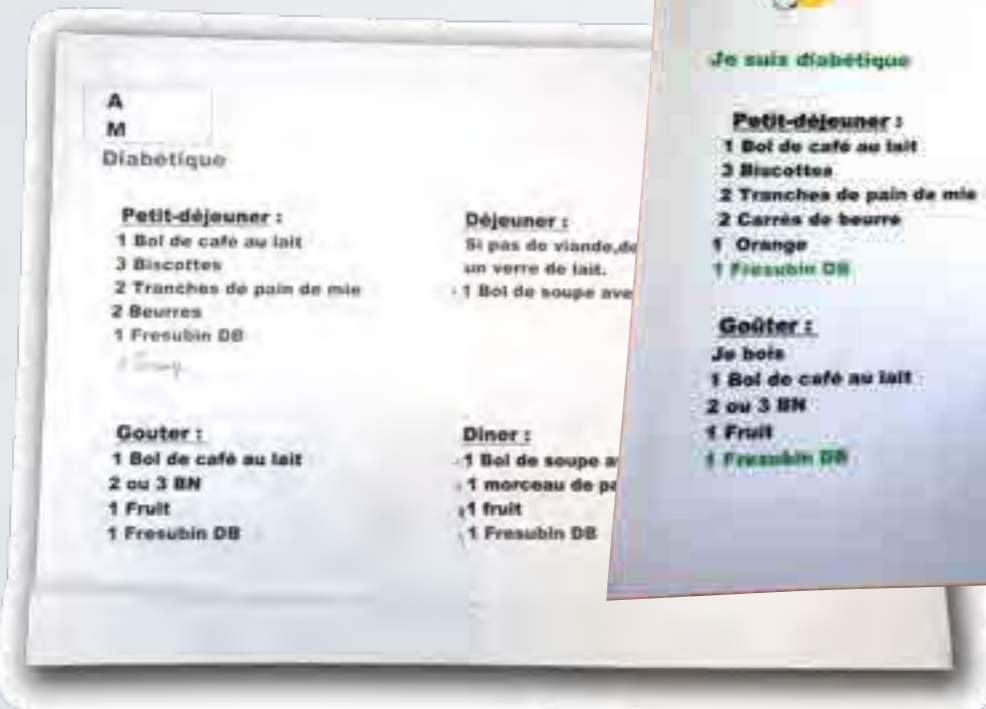 A
M
Diabétique
Petit-déjeuner :
1 Bol de café au lait
3 Biscottes
2 Tranches de pain de mie
2 Beurres
1 Fresubin DB
Déjeuner :
Si pas de viande,de
un verre de lait.
- 1 Bol de soupe ave
Gouter :
1 Bol de café au lait
2 ou 3 BN
1 Fruit
1 Fresubin DB
Diner :
1 Bol de soupe a
1 morceau de pa
1 fruit
1 Fresubin DB
Je suis diabétique
Petit-déjeuner :
1 Bol de café au lait
3 Biscottes
2 Tranches de pain de mie
2 Carrés de beurre
1 Orange
1 Fresubin DB
Goûter :
Je bois
1 Bol de café au lait
2 ou 3 BN
1 Fruit
1 Fresubin DB